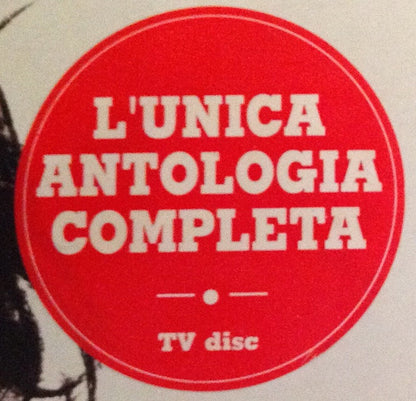 L'UNICA
ANTOLOGIA
COMPLETA
TV disc